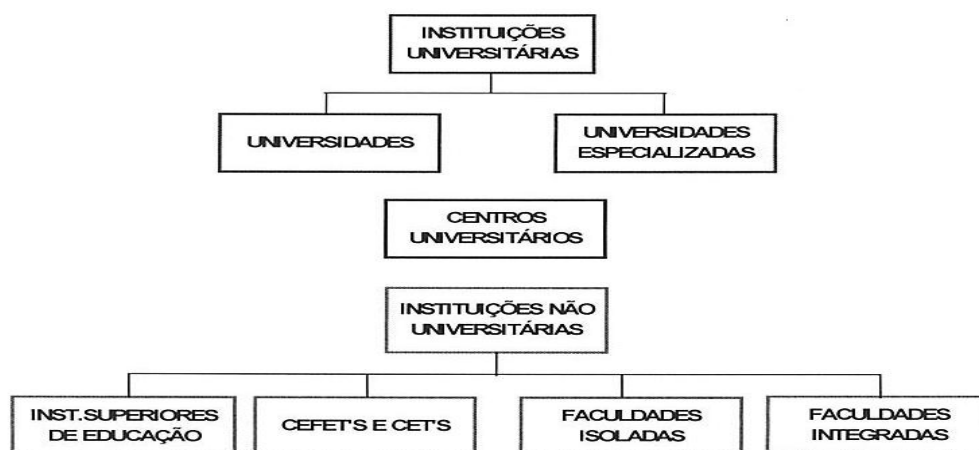 INSTITUIÇÕES
UNIVERSITÁRIAS
UNIVERSIDADES
UNIVERSIDADES
ESPECIALIZADAS
CENTROS
UNIVERSITÁRIOS
INSTITUIÇÕES NÃO
UNIVERSITÁRIAS
INST.SUPERIORES
DE EDUCAÇÃO
CEFET'S E CET'S
FACULDADES
ISOLADAS
FACULDADES
INTEGRADAS